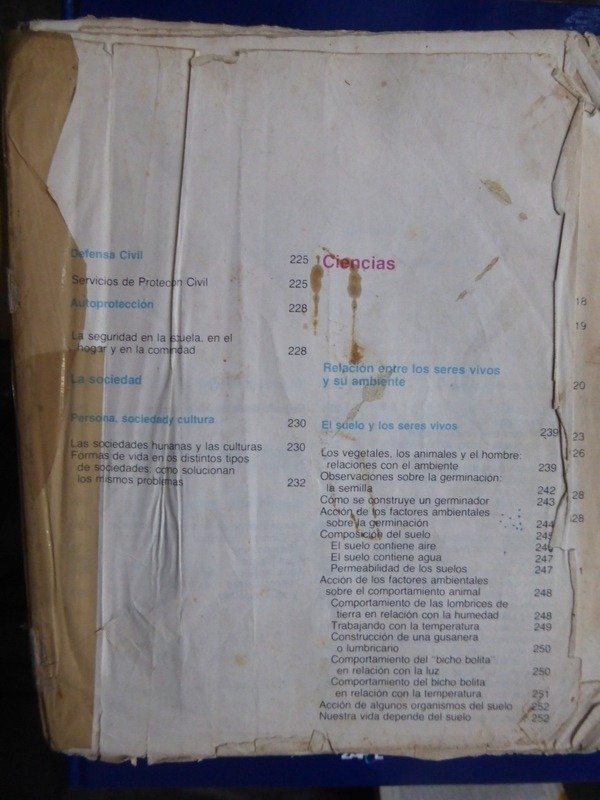 Defensa Civil 225
Servicios de Protecón Civil 225
Autoprotección 228
La seguridad en la en el
hogar y en la 228
La sociedad
Persona, sociedad y cultura 230
Las sociedades humanas y las culturas 230
Formas de vida en os distintos tipos
de sociedades: cómo solucionan
los mismos problemas 232
Ciencias
Relación entre los seres vivos
y su ambiente
El suelo y los seres vivos 239
Los vegetales, los animales y el hombre:
relaciones con el ambiente 239
Observaciones sobre la germinación:
la semilla 242
Cómo se construye un germinador 243
Acción de los factores ambientales
sobre la germinación 244
Composición del suelo 245
El suelo contiene aire 246
El suelo contiene agua 247
Permeabilidad de los suelos 247
Acción de los factores ambientales
sobre el comportamiento animal 248
Comportamiento de las lombrices de
tierra en relación con la humedad 248
Trabajando con la temperatura 249
Construcción de una gusanera
o lumbricario 250
Comportamiento del "bicho bolita"
en relación con la luz 250
Comportamiento del bicho bolita
en relación con la temperatura 251
Acción de algunos organismos del suelo 252
Nuestra vida depende del suelo 252
18
19
20
23
26
28
28